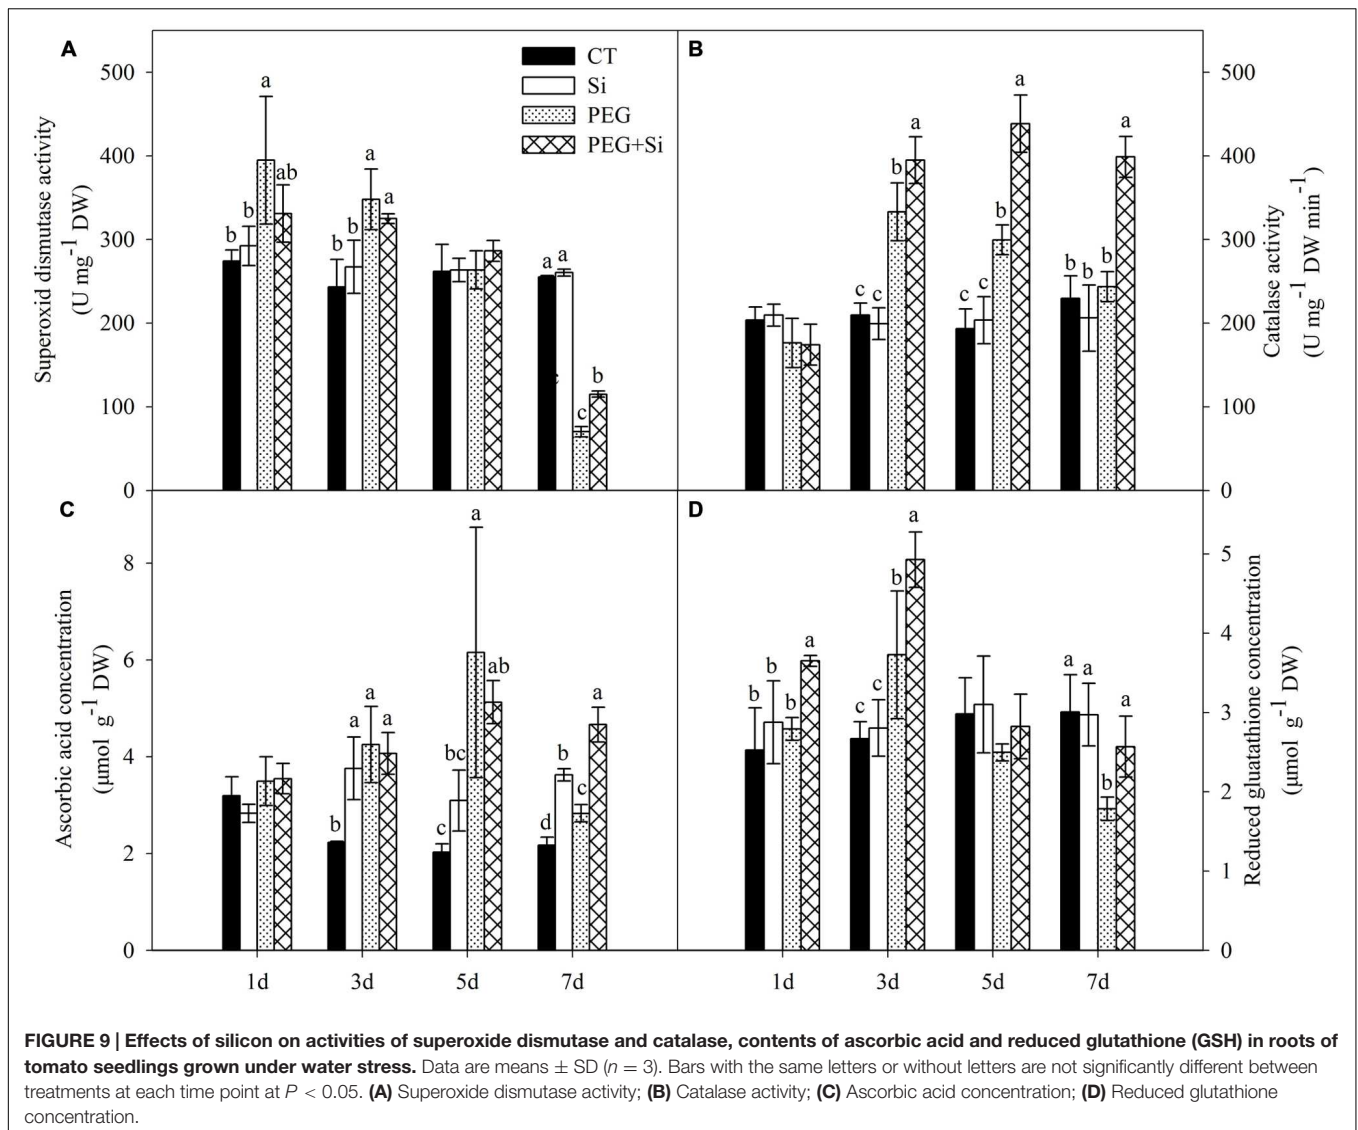 A
CT
Si
PEG
PEG+Si
500
400
300
200
100
0
Superoxid dismutase activity
(U mg-1 DW)
b
b
a
ab
b
b
a
a
a
a
c
b
B
500
400
300
200
100
0
Catalase activity
(U mg-1 DW min-1)
c
c
b
a
c
c
b
a
b
b
b
a
C
8
6
4
2
0
Ascorbic acid concentration
(μmol g-1 DW)
b
a
a
a
c
bc
a
ab
d
b
c
a
1d
3d
5d
7d
D
5
4
3
2
1
0
Reduced glutathione concentration
(μmol g-1 DW)
b
b
b
a
c
c
b
a
a
a
b
a
1d
3d
5d
7d
FIGURE 9 | Effects of silicon on activities of superoxide dismutase and catalase, contents of ascorbic acid and reduced glutathione (GSH) in roots of
tomato seedlings grown under water stress. Data are means ± SD (n = 3). Bars with the same letters or without letters are not significantly different between
treatments at each time point at P < 0.05. (A) Superoxide dismutase activity; (B) Catalase activity; (C) Ascorbic acid concentration; (D) Reduced glutathione
concentration.